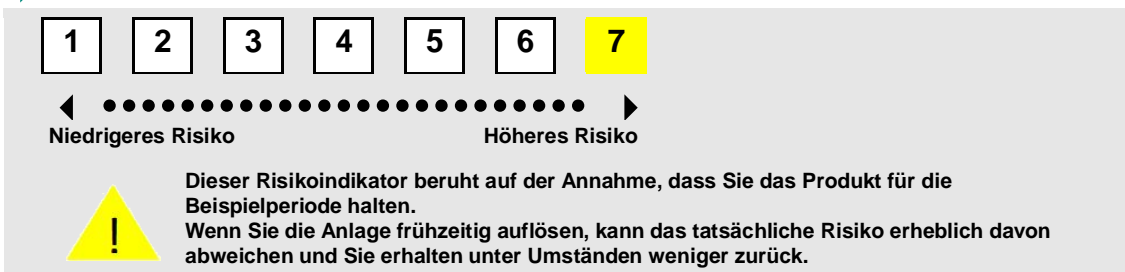 1 2 3 4 5 6 7
Niedrigeres Risiko Höheres Risiko
Dieser Risikoindikator beruht auf der Annahme, dass Sie das Produkt für die
Beispielperiode halten.
! Wenn Sie die Anlage frühzeitig auflösen, kann das tatsächliche Risiko erheblich davon
abweichen und Sie erhalten unter Umständen weniger zurück.